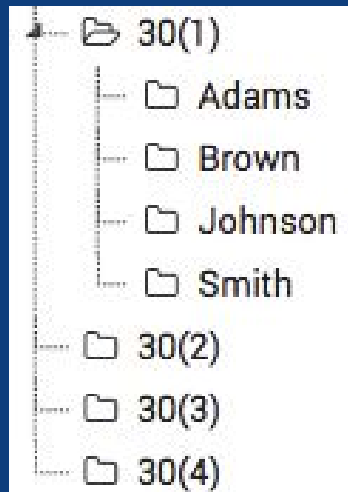 30(1)
Adams
Brown
Johnson
Smith
30(2)
30(3)
30(4)